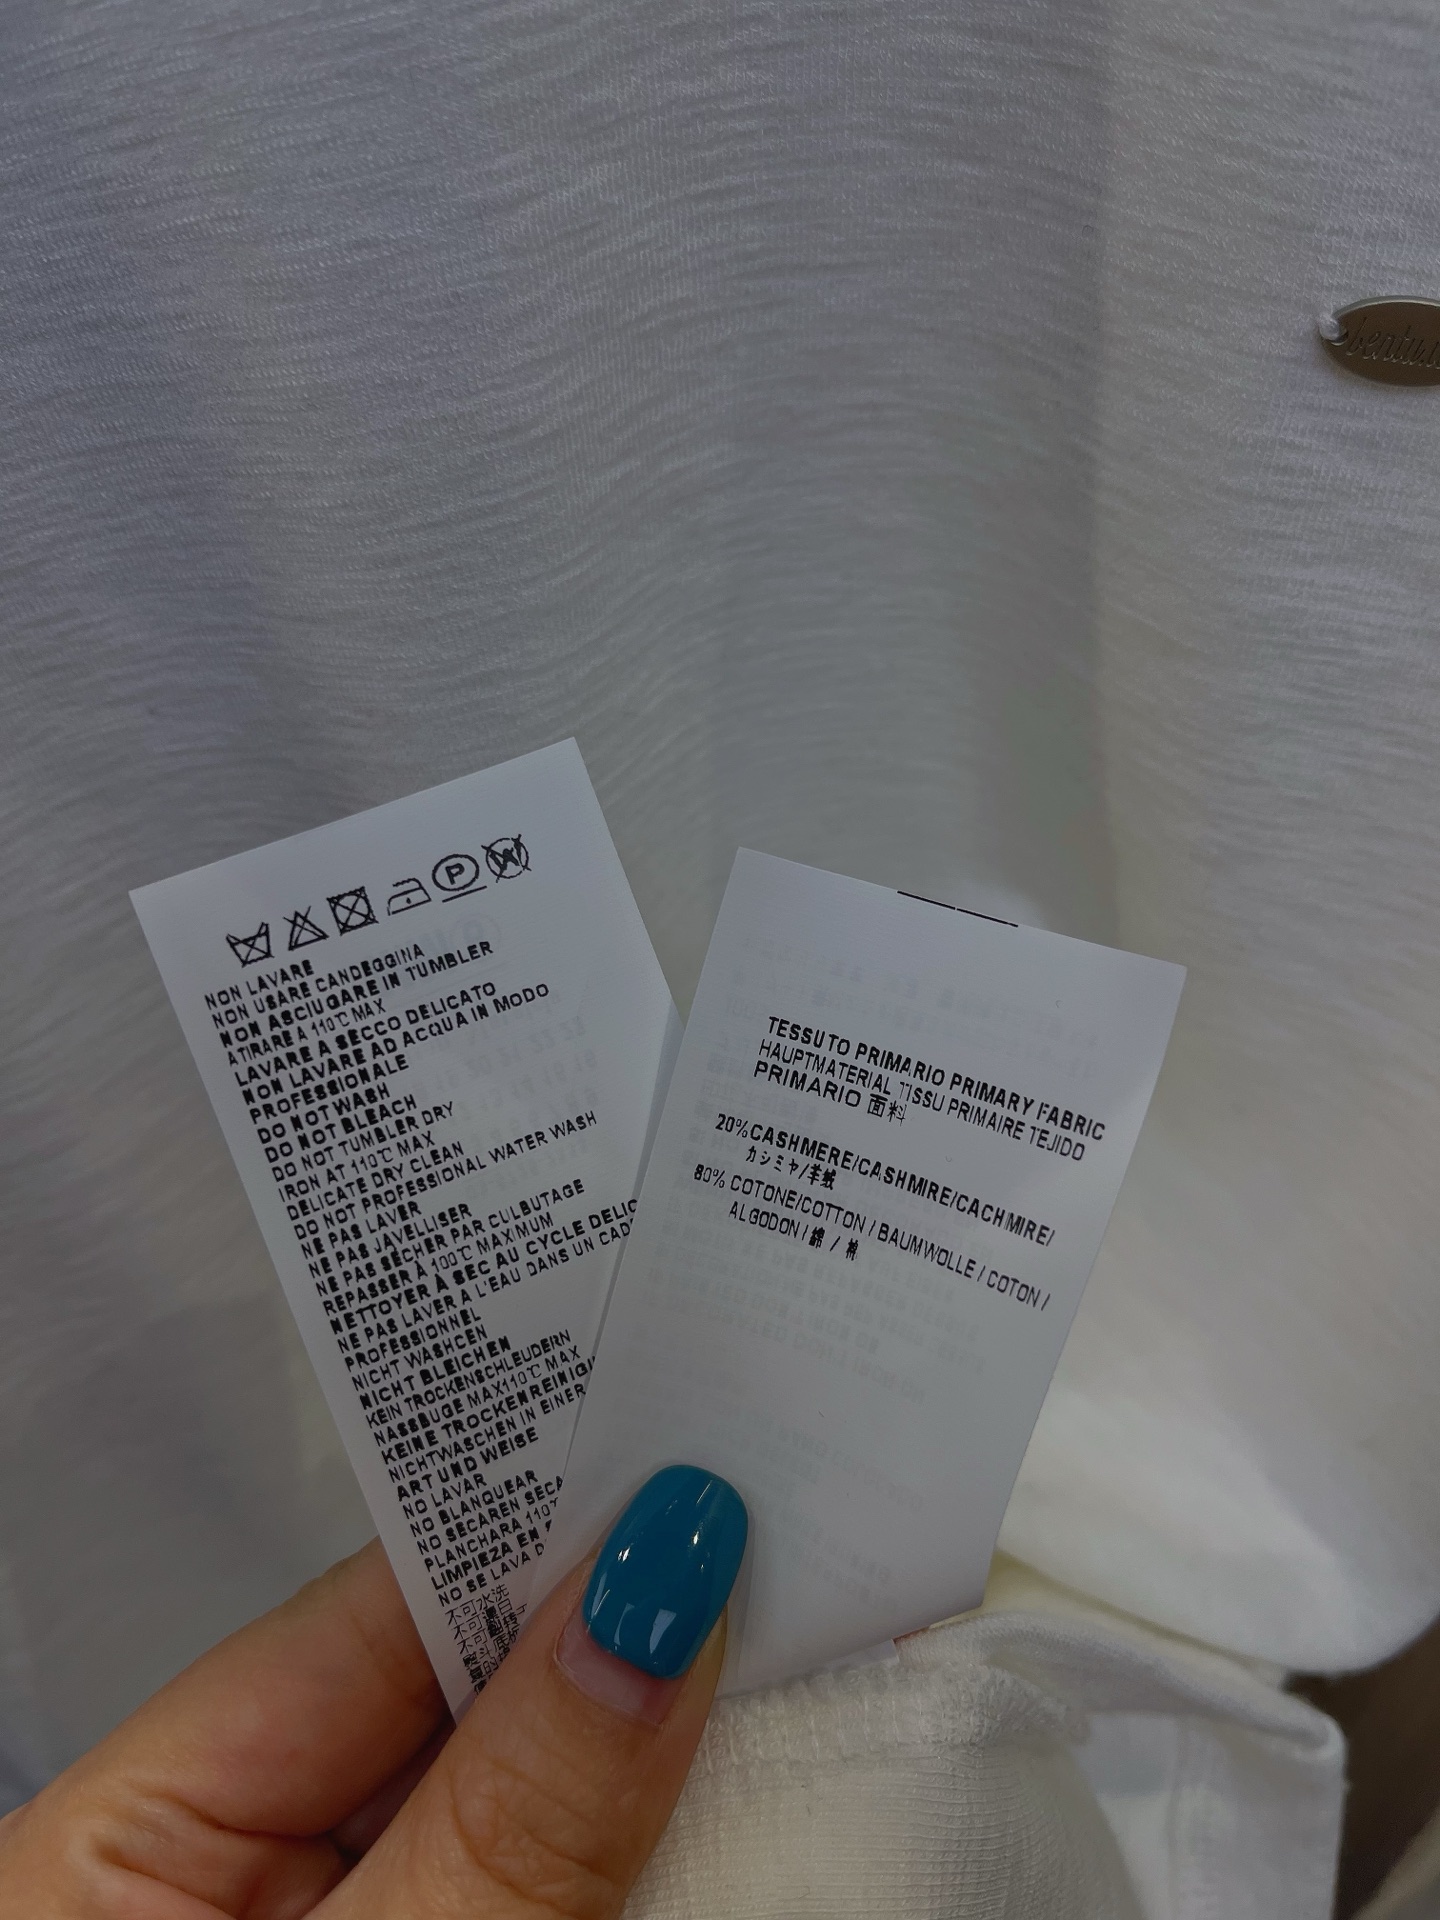 P
W
NON LAVARE
NON USARE CANDEGGINA
NON ASCIUGARE IN TUMBLER
ATIRARE A 110℃ MAX
LAVARE A SECCO DELICATO
NON LAVARE AD ACQUA IN MODO
PROFESSIONALE
DO NOT WASH
DO NOT BLEACH
DO NOT TUMBLER DRY
IRON AT 110℃ MAX
DELICATE DRY CLEAN
DO NOT PROFESSIONAL WATER WASH
NE PAS LAVER
NE PAS JAVELLISER
NE PAS SÉCHER PAR CULBUTAGE
REPASSER À 100℃ MAXIMUM
NETTOYER À SEC AU CYCLE DELIC
NE PAS LAVER A L'EAU DANS UN CAD
PROFESSIONNEL
NICHT WASHCEN
NICHT BLEICHEN
KEIN TROCKENSCHLEUDERN
NASSBUGE MAX110℃ MAX
KEINE TROCKENREINIGU
NICHTWASCHEN IN EINER
ART UND WEISE
NO LAVAR
NO BLANQUEAR
NO SECAREN SECA
PLANCHARA 110
LIMPIEZA EN
NO SE LAVA
不可水洗
TESSUTO PRIMARIO PRIMARY FABRIC
HAUPTMATERIAL TISSU PRIMAIRE TEJIDO
PRIMARIO 面料
20%CASHMERE/CASHMIRE/CACHMIRE/
カシミヤ/羊绒
80% COTONE/COTTON / BAUMWOLLE / COTON /
ALGODON / 綿 / 棉